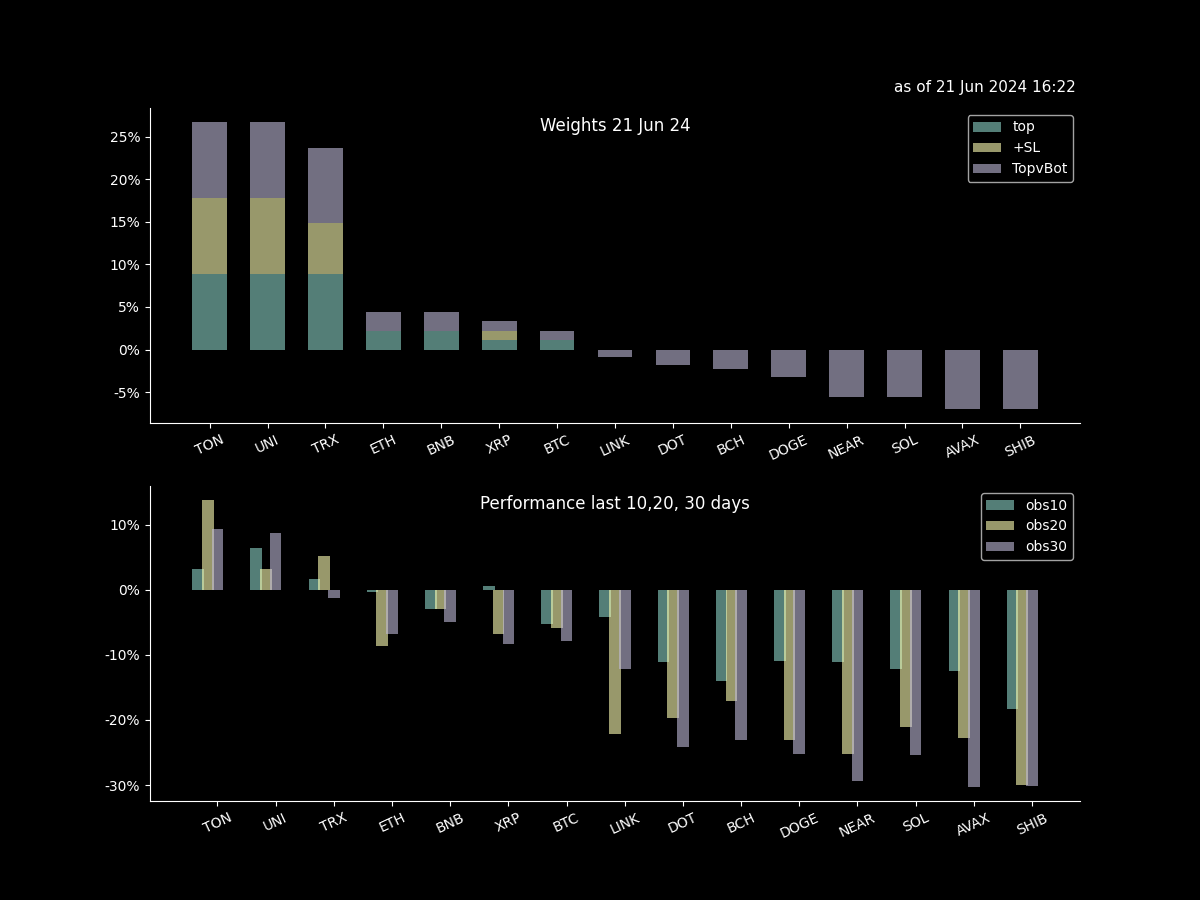 as of 21 Jun 2024 16:22
Weights 21 Jun 24
top
+SL
TopvBot
25%
20%
15%
10%
5%
0%
-5%
TON UNI TRX ETH BNB XRP BTC LINK DOT BCH DOGE NEAR SOL AVAX SHIB
Performance last 10,20, 30 days
obs10
obs20
obs30
10%
0%
-10%
-20%
-30%
TON UNI TRX ETH BNB XRP BTC LINK DOT BCH DOGE NEAR SOL AVAX SHIB